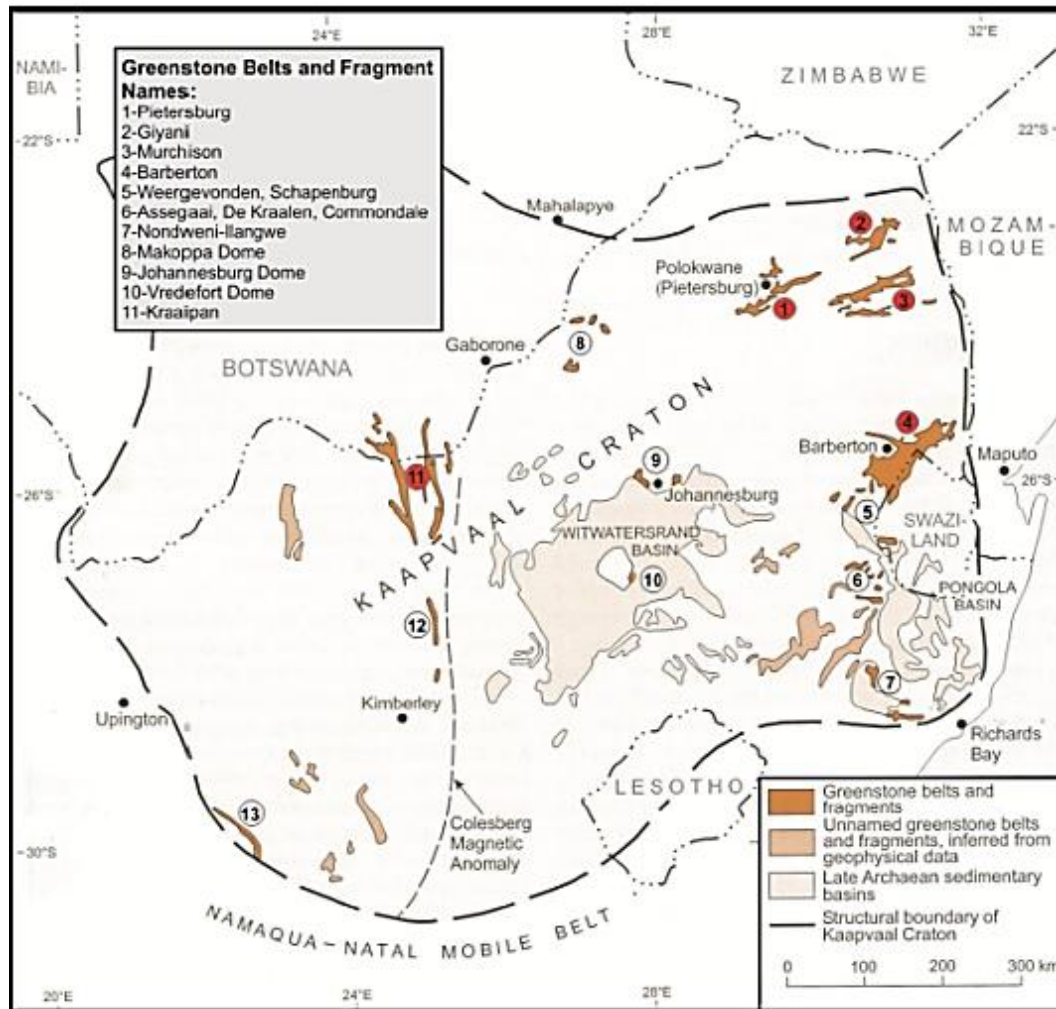 24°E
28°E
32°E
NAMI-
BIA
22°S
Greenstone Belts and Fragment
Names:
1-Pietersburg
2-Giyani
3-Murchison
4-Barberton
5-Weergevonden, Schapenburg
6-Assegaai, De Kraalen, Commondale
7-Nondweni-Ilangwe
8-Makoppa Dome
9-Johannesburg Dome
10-Vredefort Dome
11-Kraaipan
ZIMBABWE
22°S
Mahalapye
MOZAM-
BIQUE
2
Polokwane
(Pietersburg)
1
3
8
Gaborone
BOTSWANA
KAAPVAAL CRATON
4
Barberton
Maputo
11
9
Johannesburg
26°S
26°S
5
SWAZI-
LAND
WITWATERSRAND
BASIN
10
6
PONGOLA
BASIN
12
7
Kimberley
Upington
Richards
Bay
LESOTHO
13
Colesberg
Magnetic
Anomaly
30°S
NAMAQUA-NATAL MOBILE BELT
Greenstone belts and
fragments
Unnamed greenstone belts
and fragments, inferred from
geophysical data
Late Archaean sedimentary
basins
Structural boundary of
Kaapvaal Craton
0 100 200 300 km
20°E
24°E
28°E